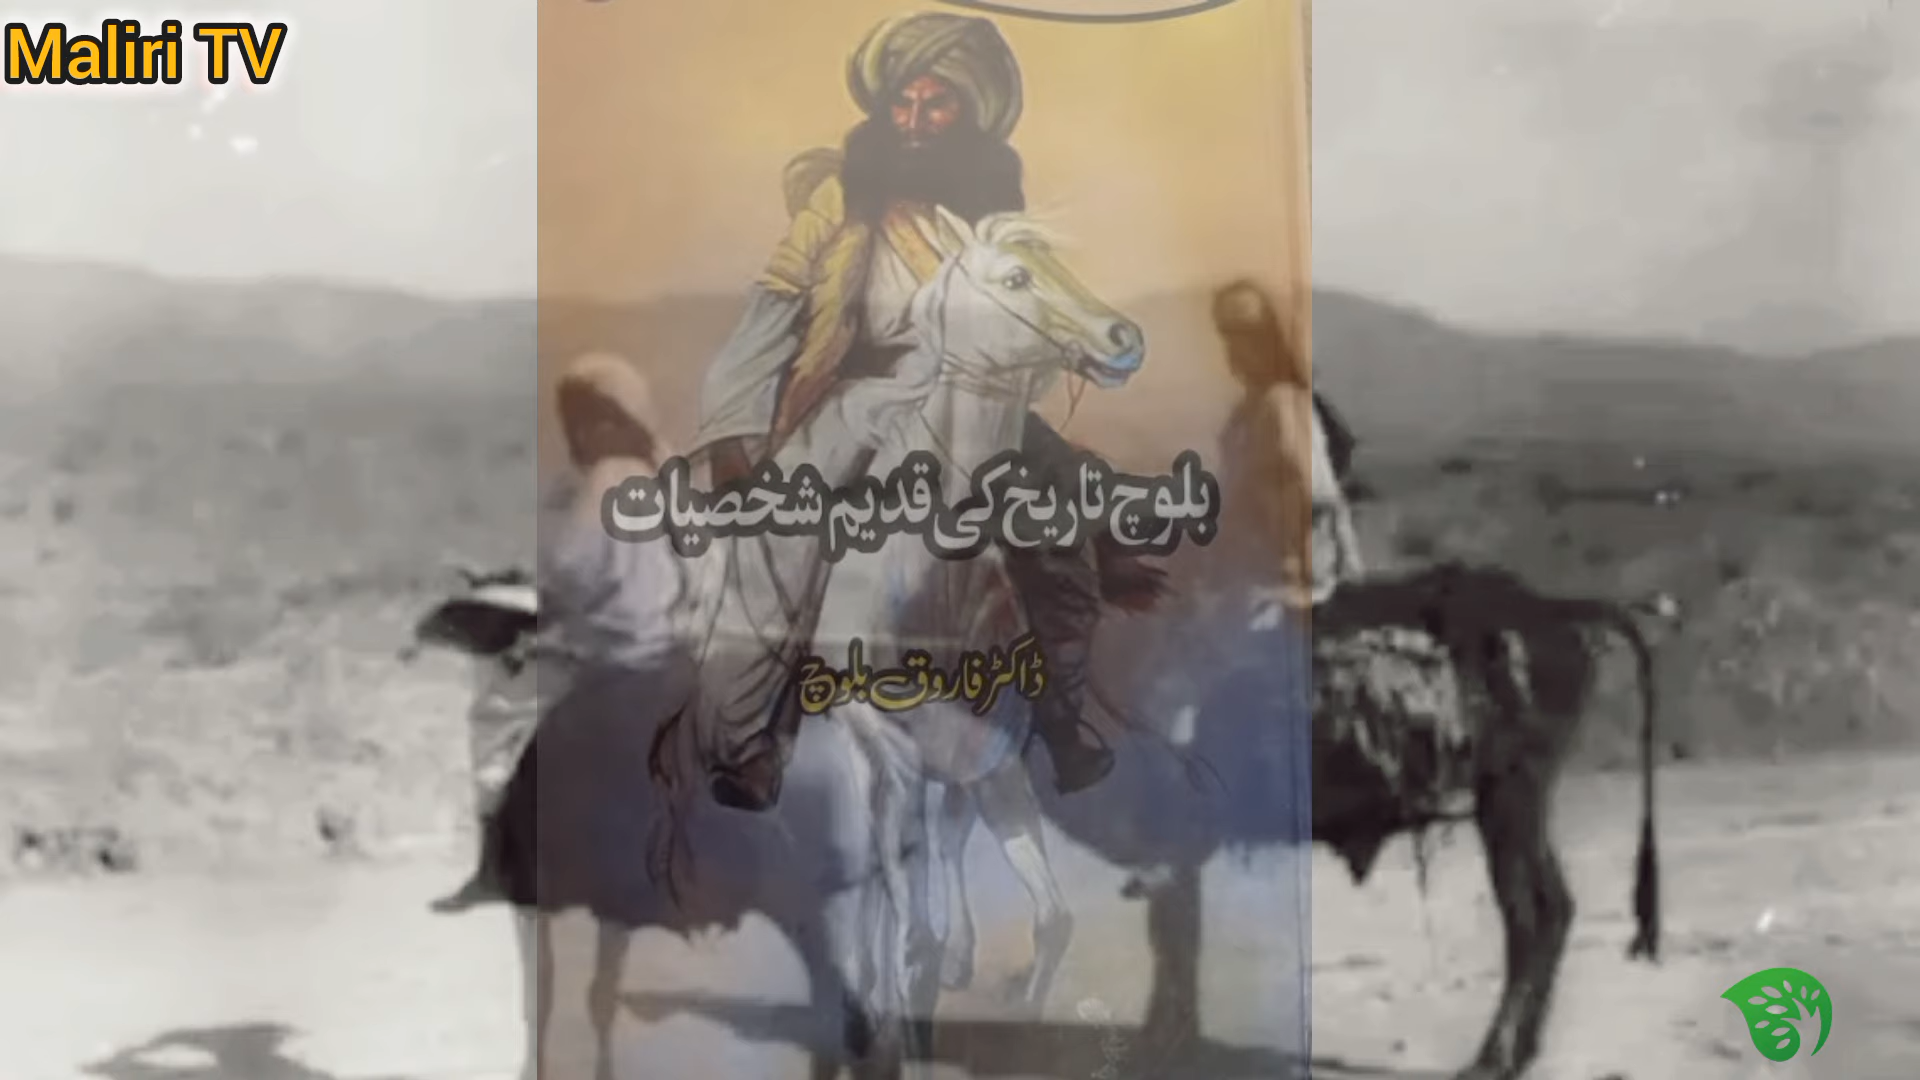 Maliri TV
بلوچ تاریخ کی قدیم شخصیات
ڈاکٹر فاروق بلوچ